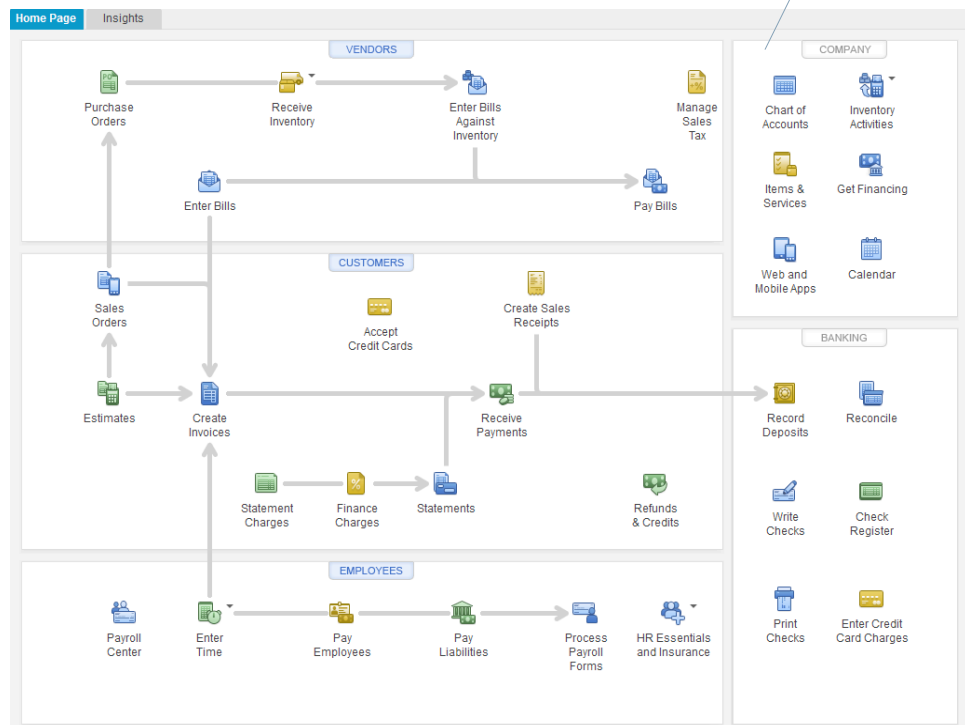 Home Page
Insights
VENDORS
Purchase
Orders
Receive
Inventory
Enter Bills
Against
Inventory
Manage
Sales
Tax
Enter Bills
Pay Bills
CUSTOMERS
Sales
Orders
Accept
Credit Cards
Create Sales
Receipts
Estimates
Create
Invoices
Receive
Payments
Statement
Charges
Finance
Charges
Statements
Refunds
& Credits
EMPLOYEES
Payroll
Center
Enter
Time
Pay
Employees
Pay
Liabilities
Process
Payroll
Forms
HR Essentials
and Insurance
COMPANY
Chart of
Accounts
Inventory
Activities
Items &
Services
Get Financing
Web and
Mobile Apps
Calendar
BANKING
Record
Deposits
Reconcile
Write
Checks
Check
Register
Print
Checks
Enter Credit
Card Charges